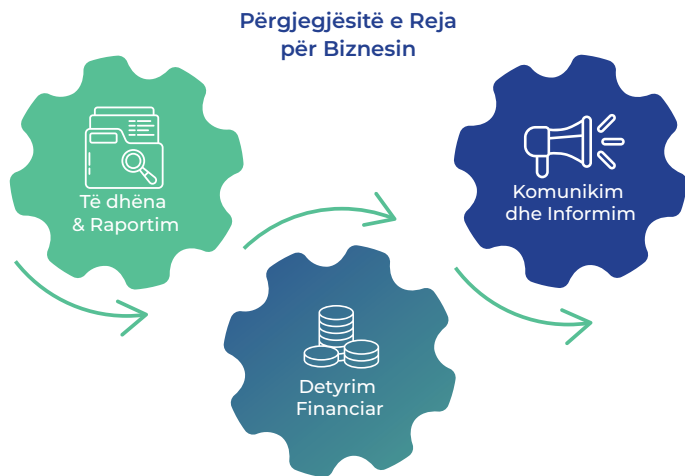 Përgjegjësitë e Reja
për Biznesin
Të dhëna
& Raportim
Detyrim
Financiar
Komunikim
dhe Informim